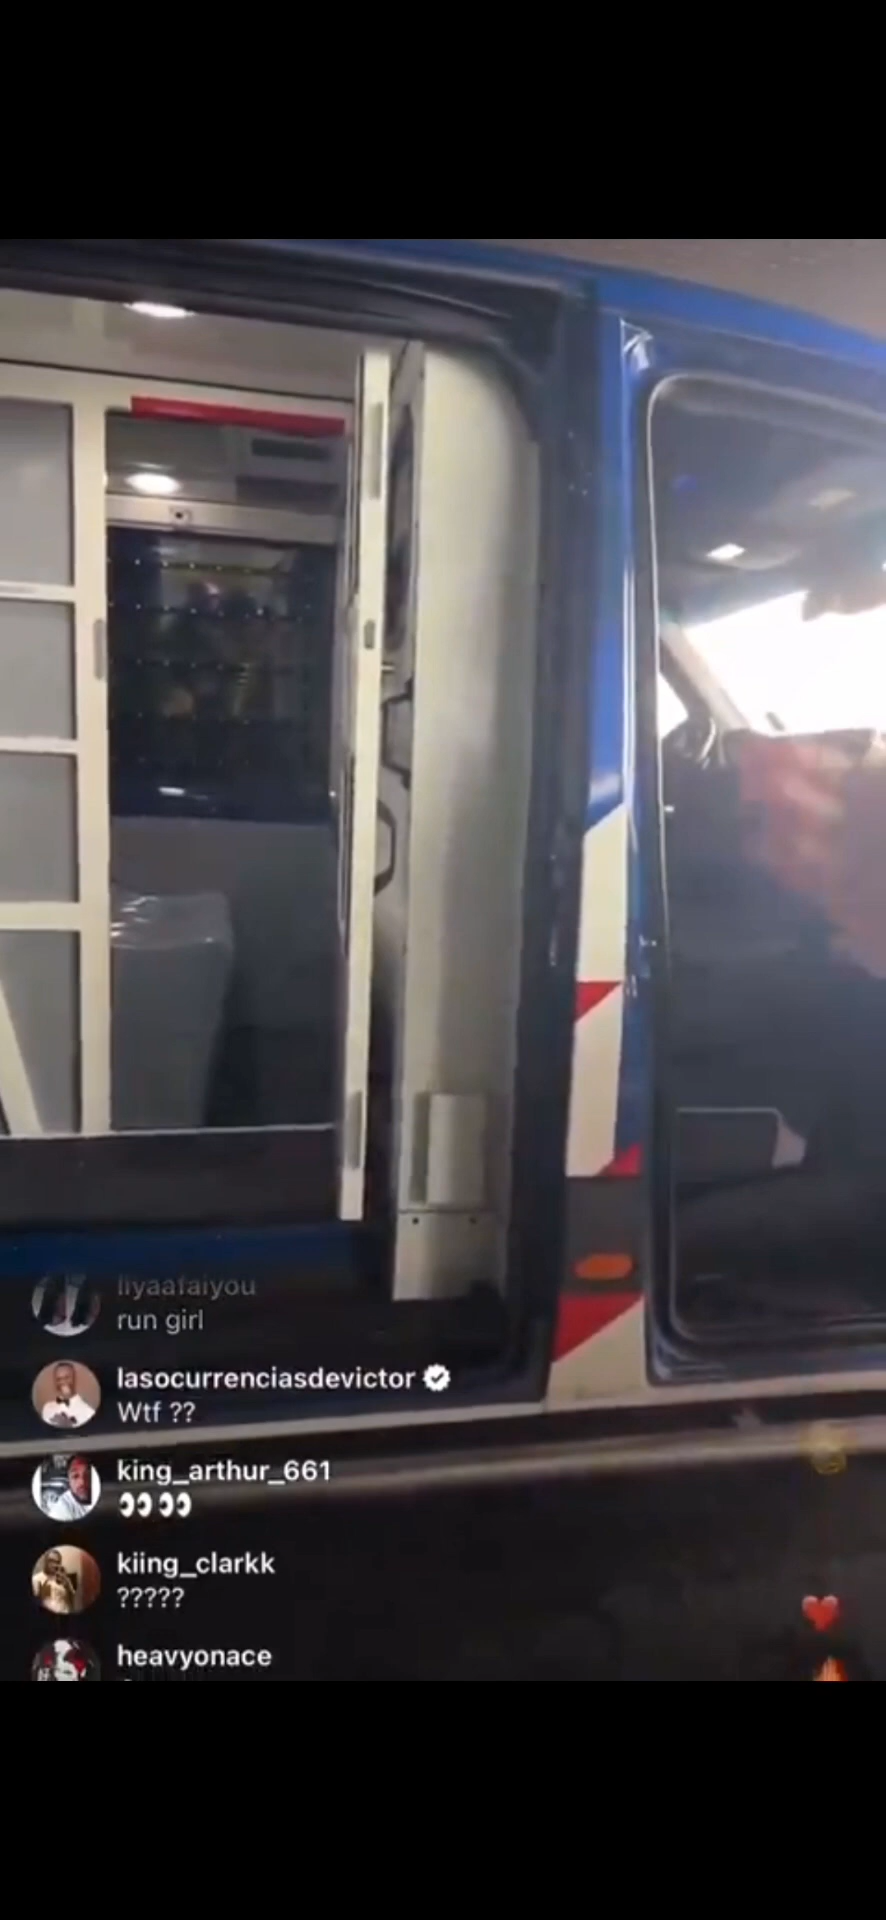 liyaafaiyou
run girl
lasocurrenciasdevictor
Wtf ??
king_arthur_661
👀👀
kiing_clarkk
?????
heavyonace